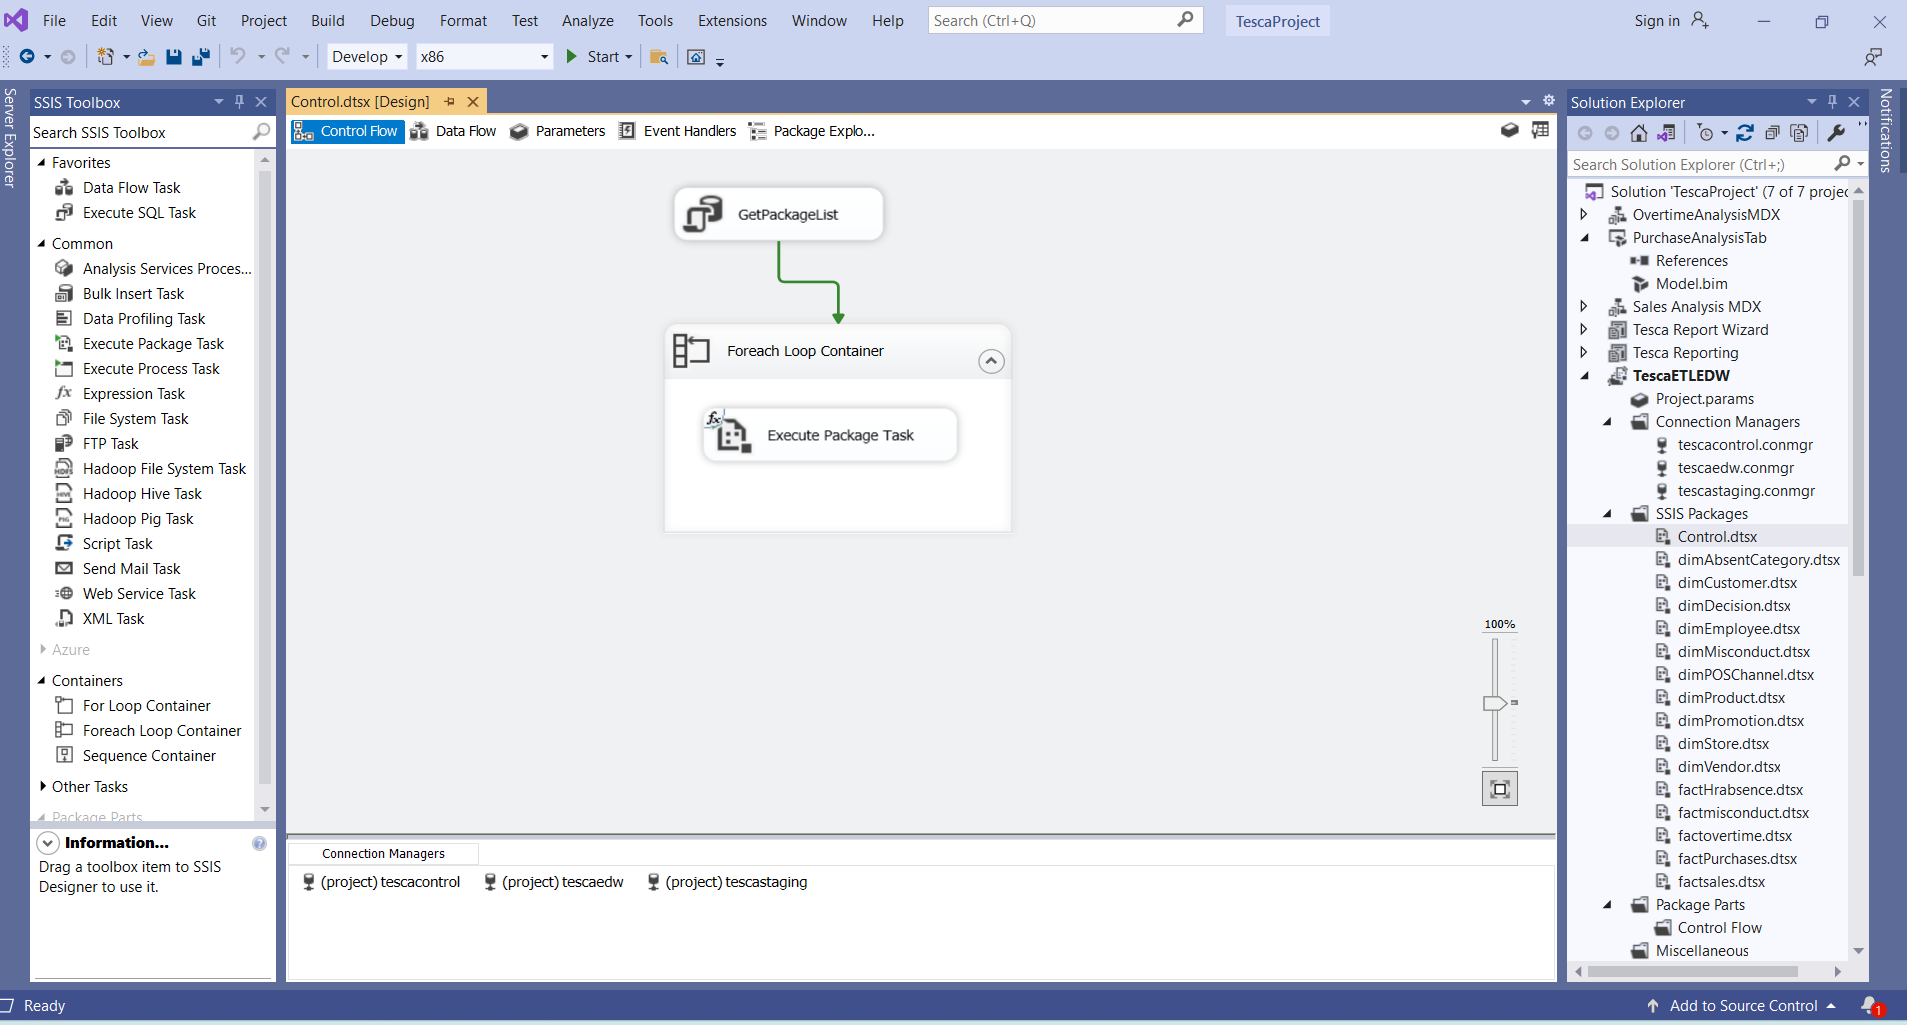 File Edit View Git Project Build Debug Format Test Analyze Tools Extensions Window Help Search (Ctrl+Q) TescaProject Sign in
Develop x86 Start
Server Explorer
SSIS Toolbox
Search SSIS Toolbox
Favorites
Data Flow Task
Execute SQL Task
Common
Analysis Services Proces...
Bulk Insert Task
Data Profiling Task
Execute Package Task
Execute Process Task
Expression Task
File System Task
FTP Task
Hadoop File System Task
Hadoop Hive Task
Hadoop Pig Task
Script Task
Send Mail Task
Web Service Task
XML Task
Azure
Containers
For Loop Container
Foreach Loop Container
Sequence Container
Other Tasks
Package Parts
Information...
Drag a toolbox item to SSIS
Designer to use it.
Control.dtsx [Design]
Control Flow Data Flow Parameters Event Handlers Package Explo...
GetPackageList
Foreach Loop Container
fx
Execute Package Task
100%
Connection Managers
(project) tescacontrol (project) tescaedw (project) tescastaging
Solution Explorer
Search Solution Explorer (Ctrl+;)
Solution 'TescaProject' (7 of 7 projec
OvertimeAnalysisMDX
PurchaseAnalysisTab
References
Model.bim
Sales Analysis MDX
Tesca Report Wizard
Tesca Reporting
TescaETLEDW
Project.params
Connection Managers
tescacontrol.conmgr
tescaedw.conmgr
tescastaging.conmgr
SSIS Packages
Control.dtsx
dimAbsentCategory.dtsx
dimCustomer.dtsx
dimDecision.dtsx
dimEmployee.dtsx
dimMisconduct.dtsx
dimPOSChannel.dtsx
dimProduct.dtsx
dimPromotion.dtsx
dimStore.dtsx
dimVendor.dtsx
factHrabsence.dtsx
factmisconduct.dtsx
factovertime.dtsx
factPurchases.dtsx
factsales.dtsx
Package Parts
Control Flow
Miscellaneous
Notifications
Ready
Add to Source Control
1